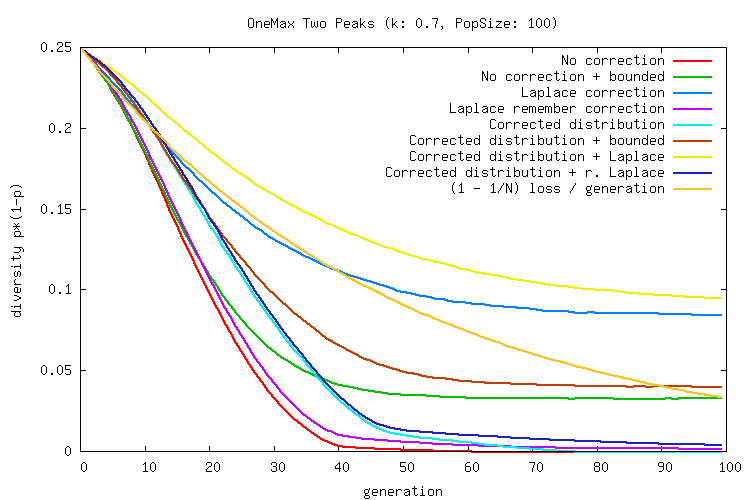 OneMax Two Peaks (k: 0.7, PopSize: 100)
0.25
0.2
0.15
0.1
0.05
0
diversity p*(1-p)
No correction
No correction + bounded
Laplace correction
Laplace remember correction
Corrected distribution
Corrected distribution + bounded
Corrected distribution + Laplace
Corrected distribution + r. Laplace
(1 - 1/N) loss / generation
0 10 20 30 40 50 60 70 80 90 100
generation